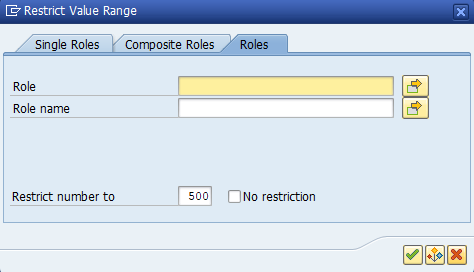 Restrict Value Range
Single Roles Composite Roles Roles
Role
Role name
Restrict number to 500 No restriction